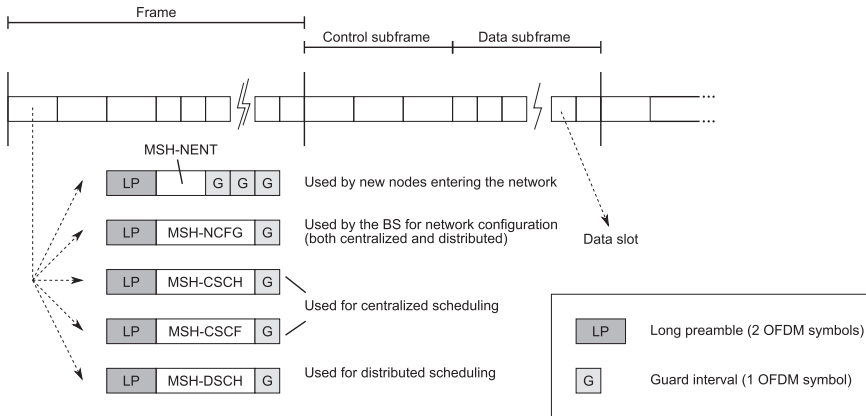 Frame
Control subframe
Data subframe
...
...
MSH-NENT
LP G G G Used by new nodes entering the network
LP MSH-NCFG G Used by the BS for network configuration
(both centralized and distributed)
Data slot
LP MSH-CSCH G
Used for centralized scheduling
LP MSH-CSCF G
LP MSH-DSCH G Used for distributed scheduling
LP Long preamble (2 OFDM symbols)
G Guard interval (1 OFDM symbol)